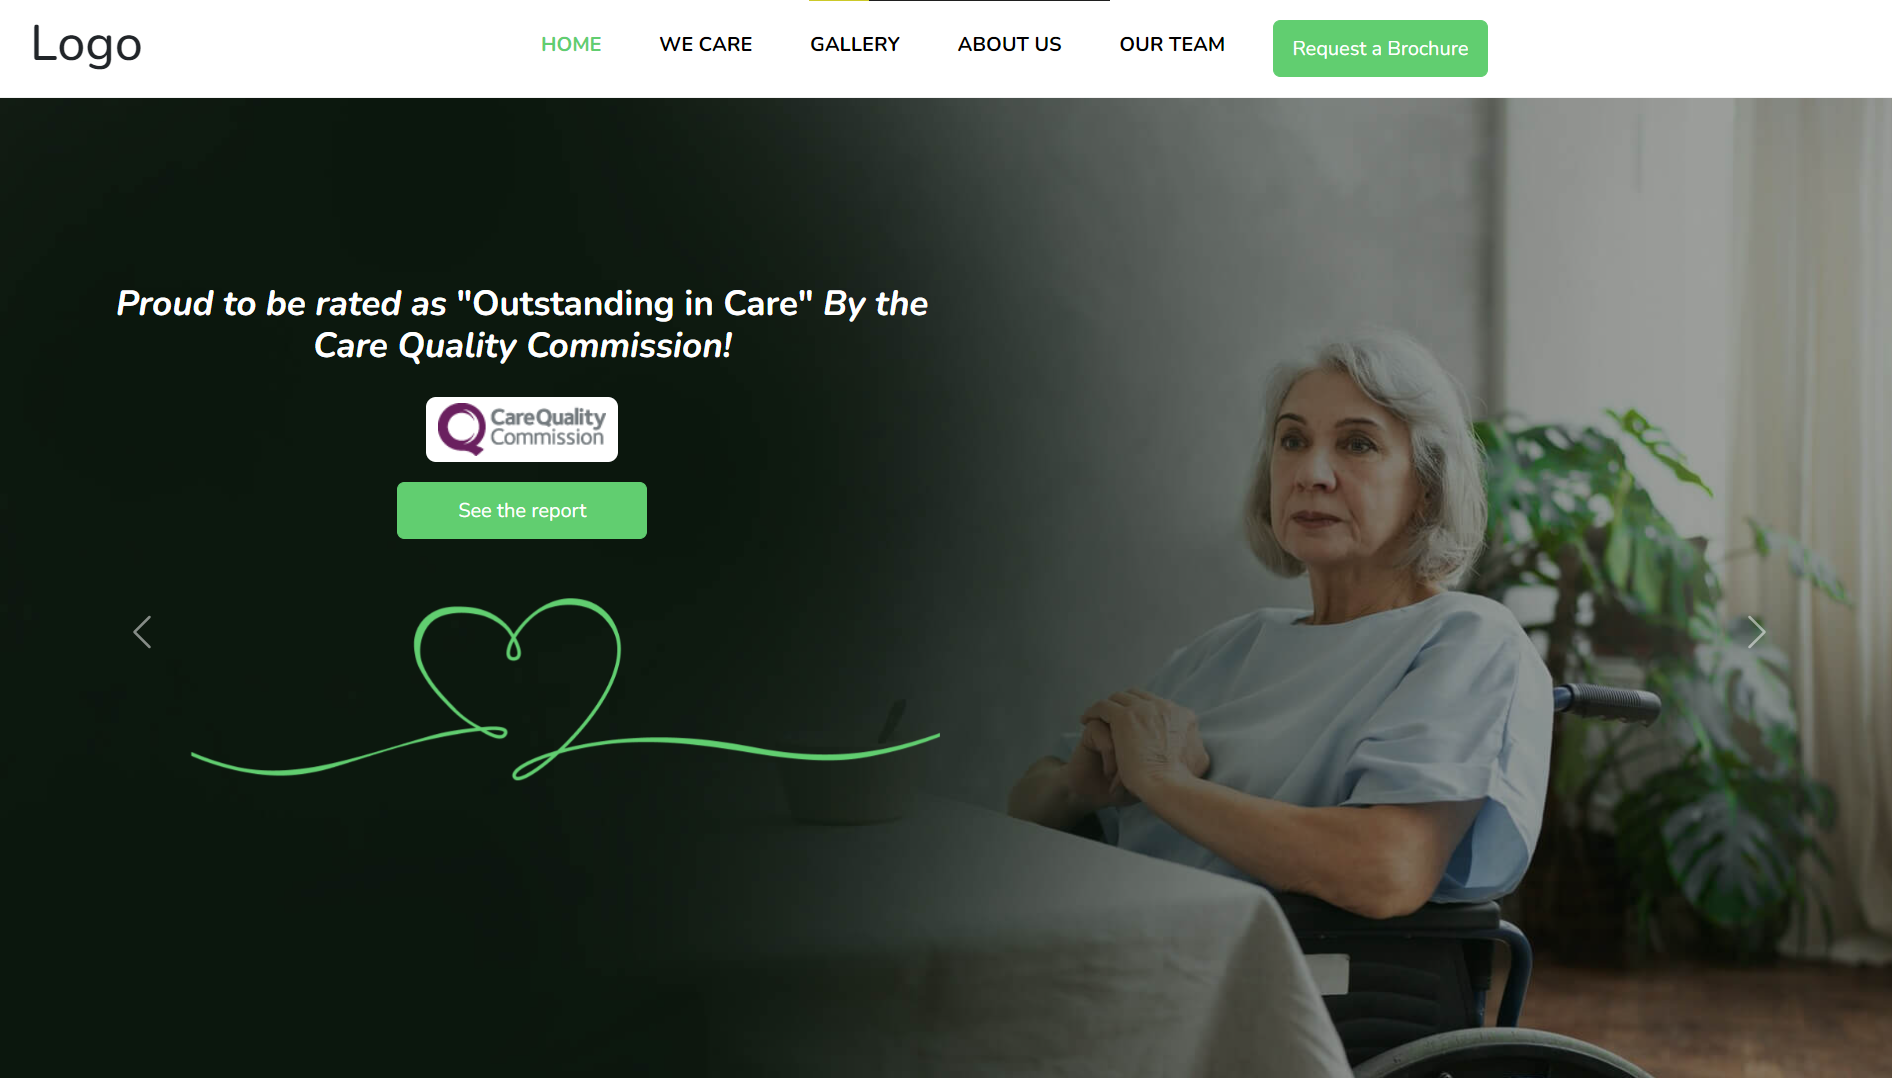 Logo
HOME
WE CARE
GALLERY
ABOUT US
OUR TEAM
Request a Brochure
Proud to be rated as "Outstanding in Care" By the
Care Quality Commission!
CareQuality
Commission
See the report